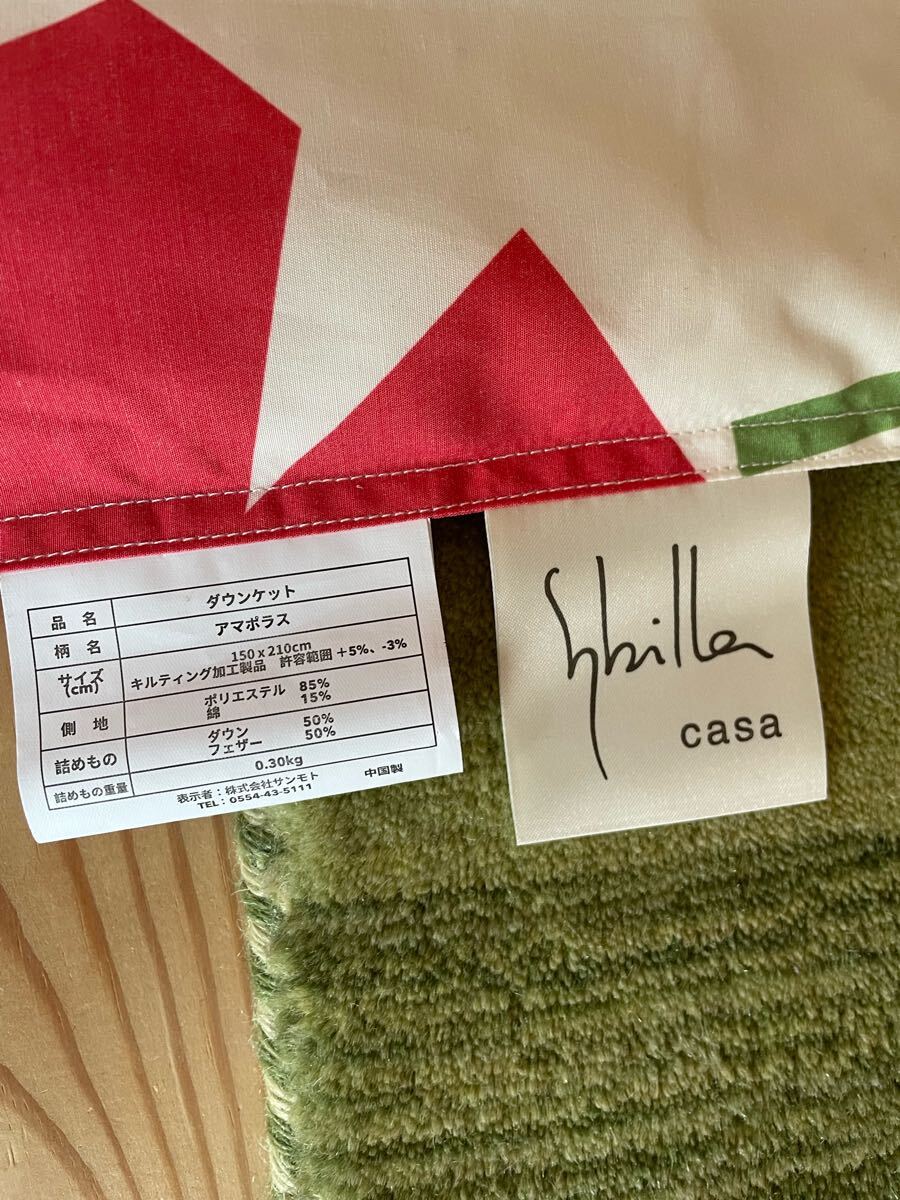 品 名 ダウンケット
柄 名 アマポラス
サイズ(cm) 150x210cm
キルティング加工製品 許容範囲 +5%、-3%
側 地 ポリエステル 85%
綿 15%
詰めもの ダウン 50%
フェザー 50%
詰めもの重量 0.30kg
表示者：株式会社サンモト 中国製
TEL：0554-43-5111
Sybilla
casa